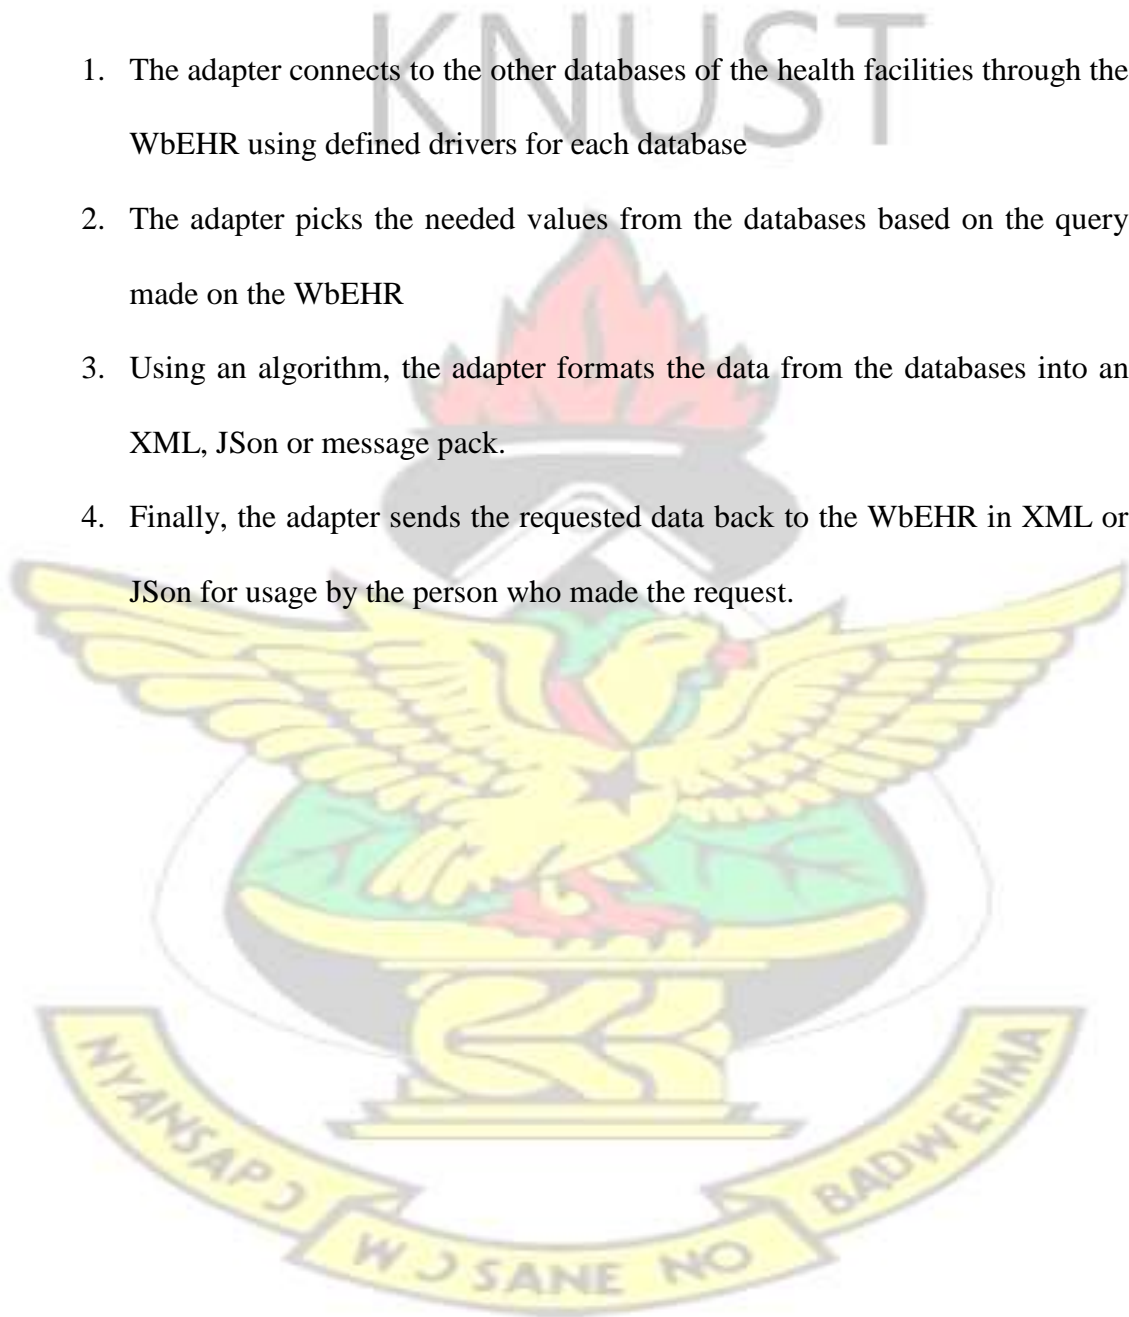 KNUST
1. The adapter connects to the other databases of the health facilities through the
WbEHR using defined drivers for each database
2. The adapter picks the needed values from the databases based on the query
made on the WbEHR
3. Using an algorithm, the adapter formats the data from the databases into an
XML, JSon or message pack.
4. Finally, the adapter sends the requested data back to the WbEHR in XML or
JSon for usage by the person who made the request.
NYANSAPƆ
WƆSANE NO
BADWENMA